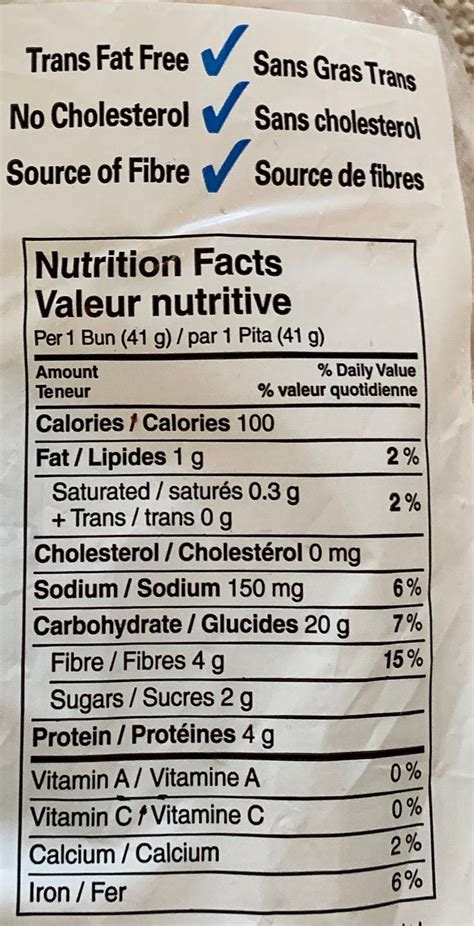 Trans Fat Free ✓ Sans Gras Trans
No Cholesterol ✓ Sans cholesterol
Source of Fibre ✓ Source de fibres
Nutrition Facts
Valeur nutritive
Per 1 Bun (41 g) / par 1 Pita (41 g)
Amount % Daily Value
Teneur % valeur quotidienne
Calories / Calories 100
Fat / Lipides 1 g 2 %
Saturated / saturés 0.3 g 2 %
+ Trans / trans 0 g
Cholesterol / Cholestérol 0 mg
Sodium / Sodium 150 mg 6 %
Carbohydrate / Glucides 20 g 7 %
Fibre / Fibres 4 g 15 %
Sugars / Sucres 2 g
Protein / Protéines 4 g
Vitamin A / Vitamine A 0 %
Vitamin C / Vitamine C 0 %
Calcium / Calcium 2 %
Iron / Fer 6 %